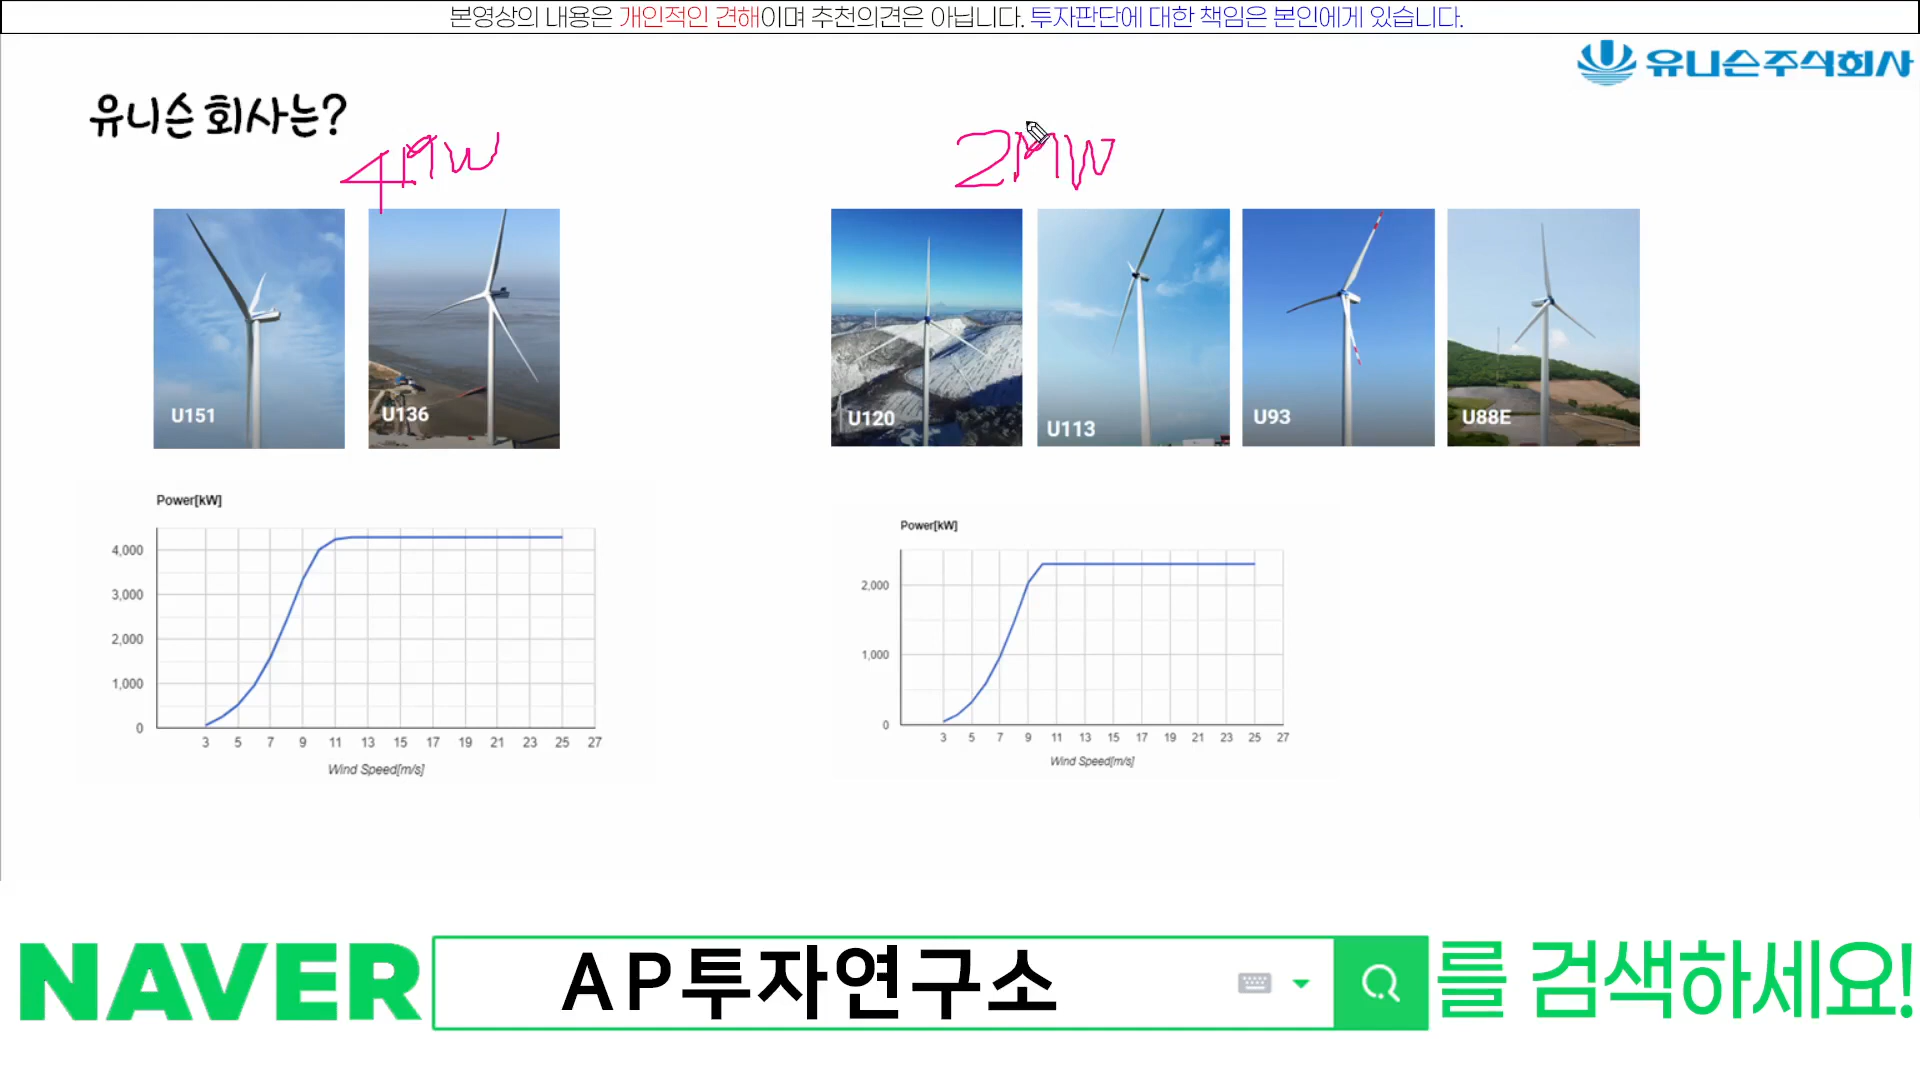 본영상의 내용은 개인적인 견해이며 추천의견은 아닙니다. 투자판단에 대한 책임은 본인에게 있습니다.
유니슨주식회사
유니슨 회사는?
4MW
2MW
U151
U136
U120
U113
U93
U88E
Power[kW]
4,000
3,000
2,000
1,000
0
3 5 7 9 11 13 15 17 19 21 23 25 27
Wind Speed[m/s]
Power[kW]
2,000
1,000
0
3 5 7 9 11 13 15 17 19 21 23 25 27
Wind Speed[m/s]
NAVER AP투자연구소 를 검색하세요!